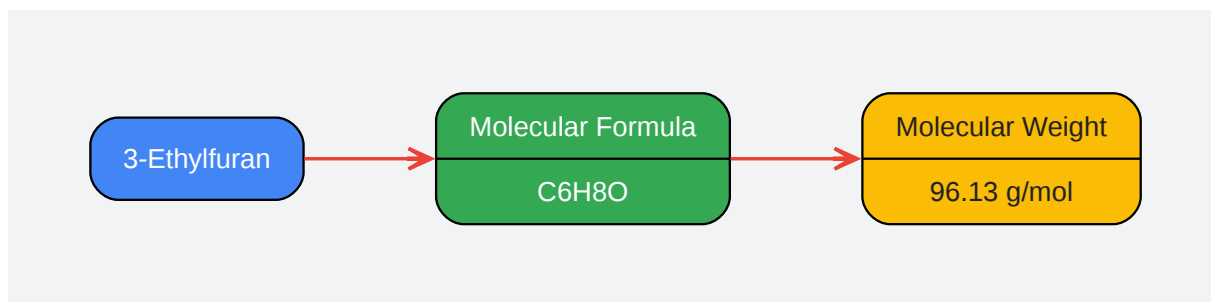 3-Ethylfuran
Molecular Formula
C6H8O
Molecular Weight
96.13 g/mol